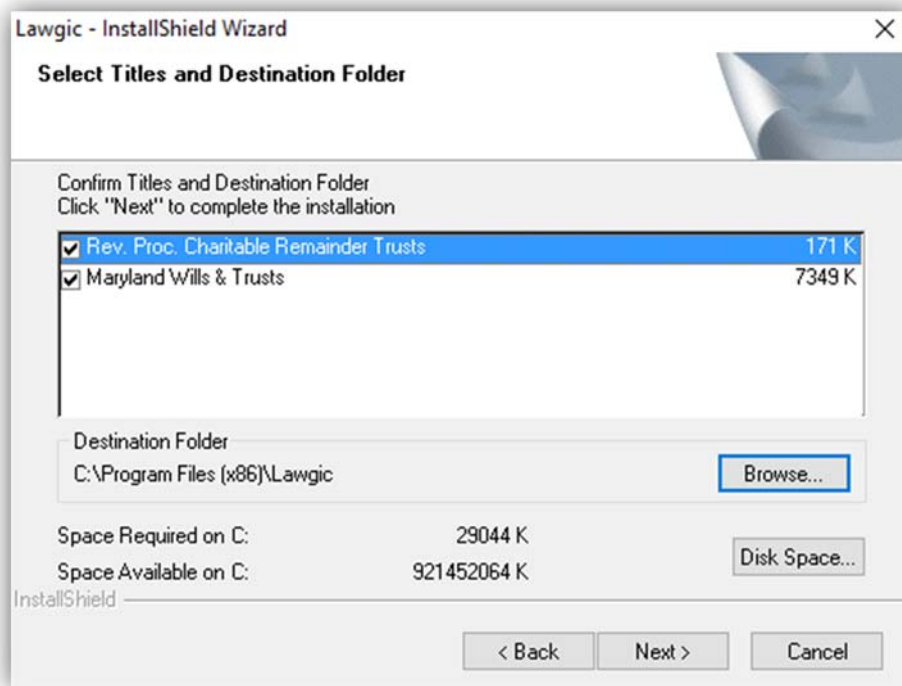 Lawgic - InstallShield Wizard
Select Titles and Destination Folder
Confirm Titles and Destination Folder
Click "Next" to complete the installation
Rev. Proc. Charitable Remainder Trusts 171 K
Maryland Wills & Trusts 7349 K
Destination Folder
C:\Program Files (x86)\Lawgic Browse...
Space Required on C: 29044 K
Space Available on C: 921452064 K
Disk Space...
InstallShield
< Back Next > Cancel